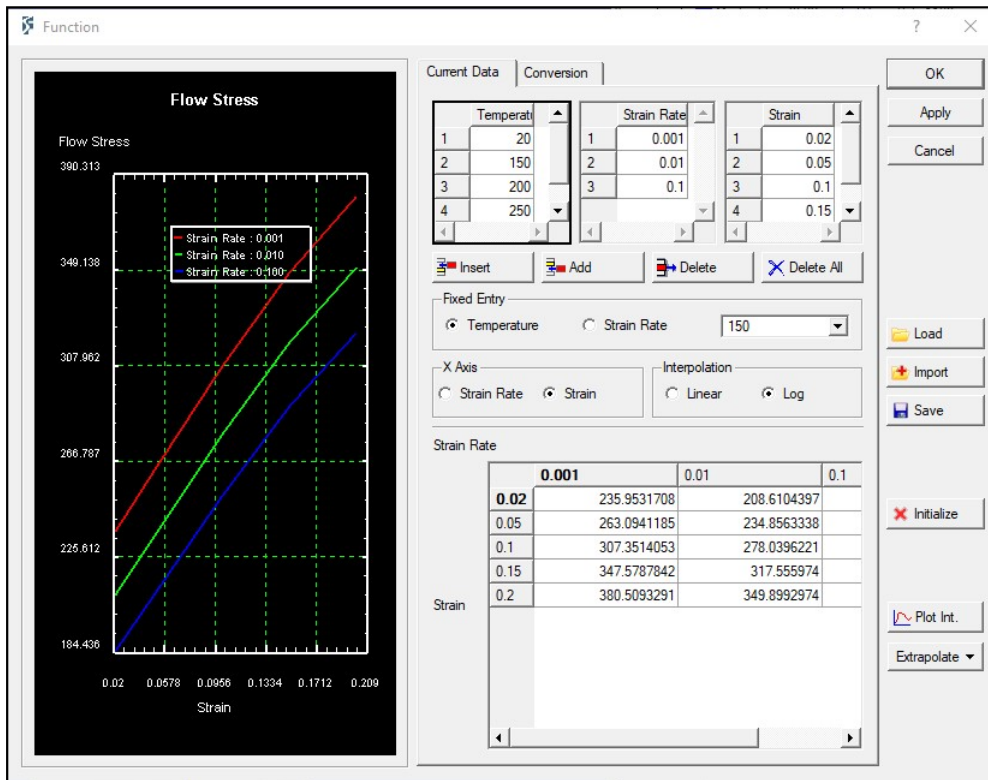 Function
?
Flow Stress
Flow Stress
390.313
349.138
307.962
266.787
225.612
184.436
Strain Rate : 0.001
Strain Rate : 0.010
Strain Rate : 0.100
0.02 0.0578 0.0956 0.1334 0.1712 0.209
Strain
Current Data Conversion
Temperatu
1 20
2 150
3 200
4 250
Strain Rate
1 0.001
2 0.01
3 0.1
Strain
1 0.02
2 0.05
3 0.1
4 0.15
Insert Add Delete Delete All
Fixed Entry
Temperature Strain Rate 150
X Axis
Strain Rate Strain
Interpolation
Linear Log
Strain Rate
0.001 0.01 0.1
0.02 235.9531708 208.6104397
0.05 263.0941185 234.8563338
0.1 307.3514053 278.0396221
0.15 347.5787842 317.555974
0.2 380.5093291 349.8992974
Strain
OK
Apply
Cancel
Load
Import
Save
Initialize
Plot Int.
Extrapolate